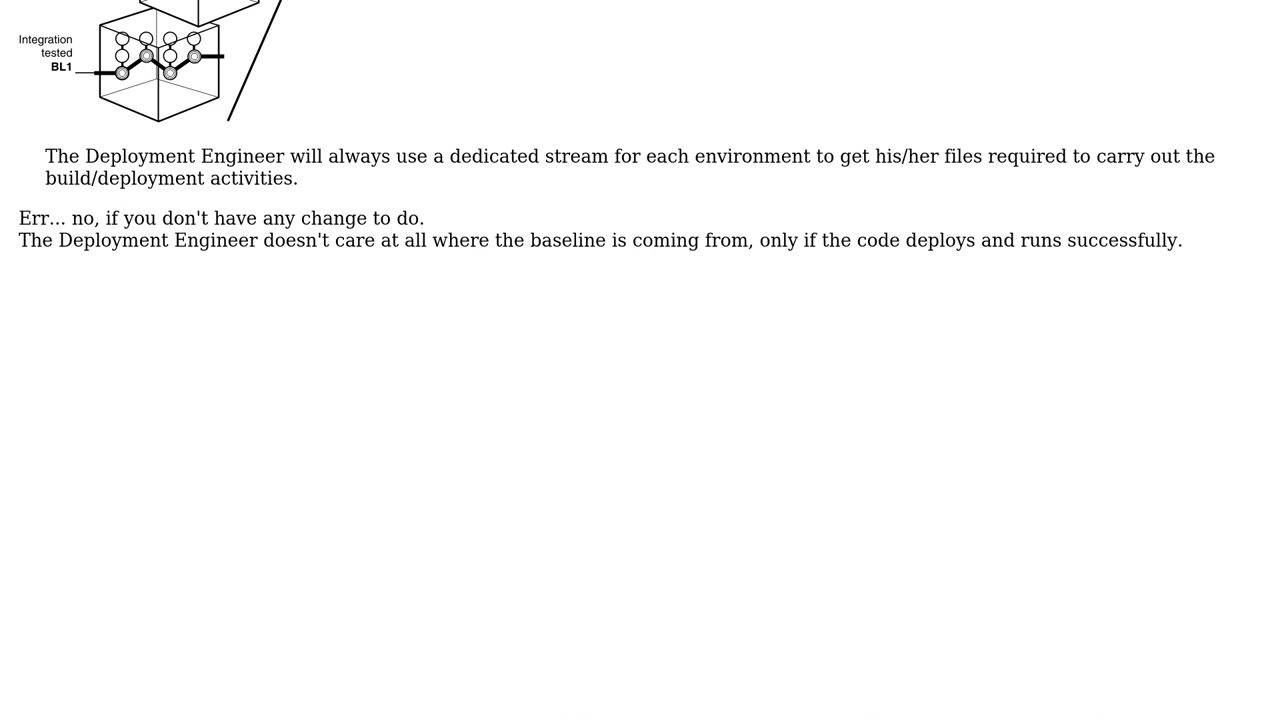 Integration
tested
BL1
The Deployment Engineer will always use a dedicated stream for each environment to get his/her files required to carry out the
build/deployment activities.
Err... no, if you don't have any change to do.
The Deployment Engineer doesn't care at all where the baseline is coming from, only if the code deploys and runs successfully.